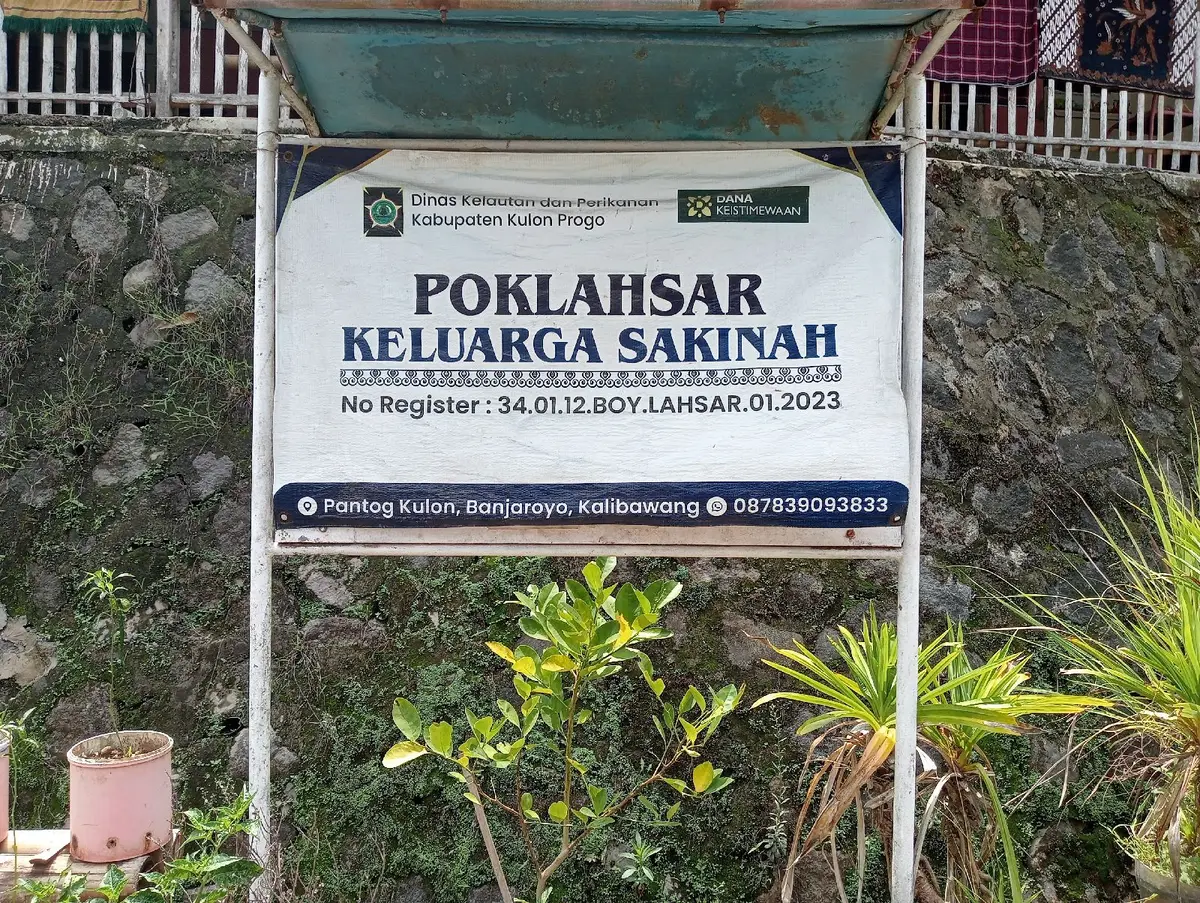 Dinas Kelautan dan Perikanan
Kabupaten Kulon Progo
DANA
KEISTIMEWAAN
POKLAHSAR
KELUARGA SAKINAH
No Register : 34.01.12.BOY.LAHSAR.01.2023
Pantog Kulon, Banjaroyo, Kalibawang 087839093833